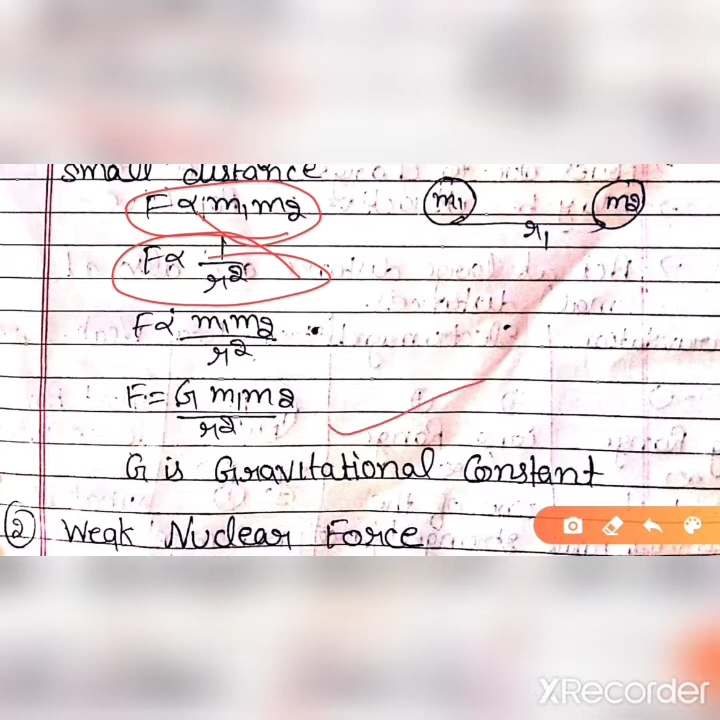 small distance
F∝ m1m2
m1
m2
r1
F∝ 1/r2
F∝ m1m2/r2
F= G m1m2/r2
G is Gravitational Constant
② Weak Nuclear Force
XRecorder